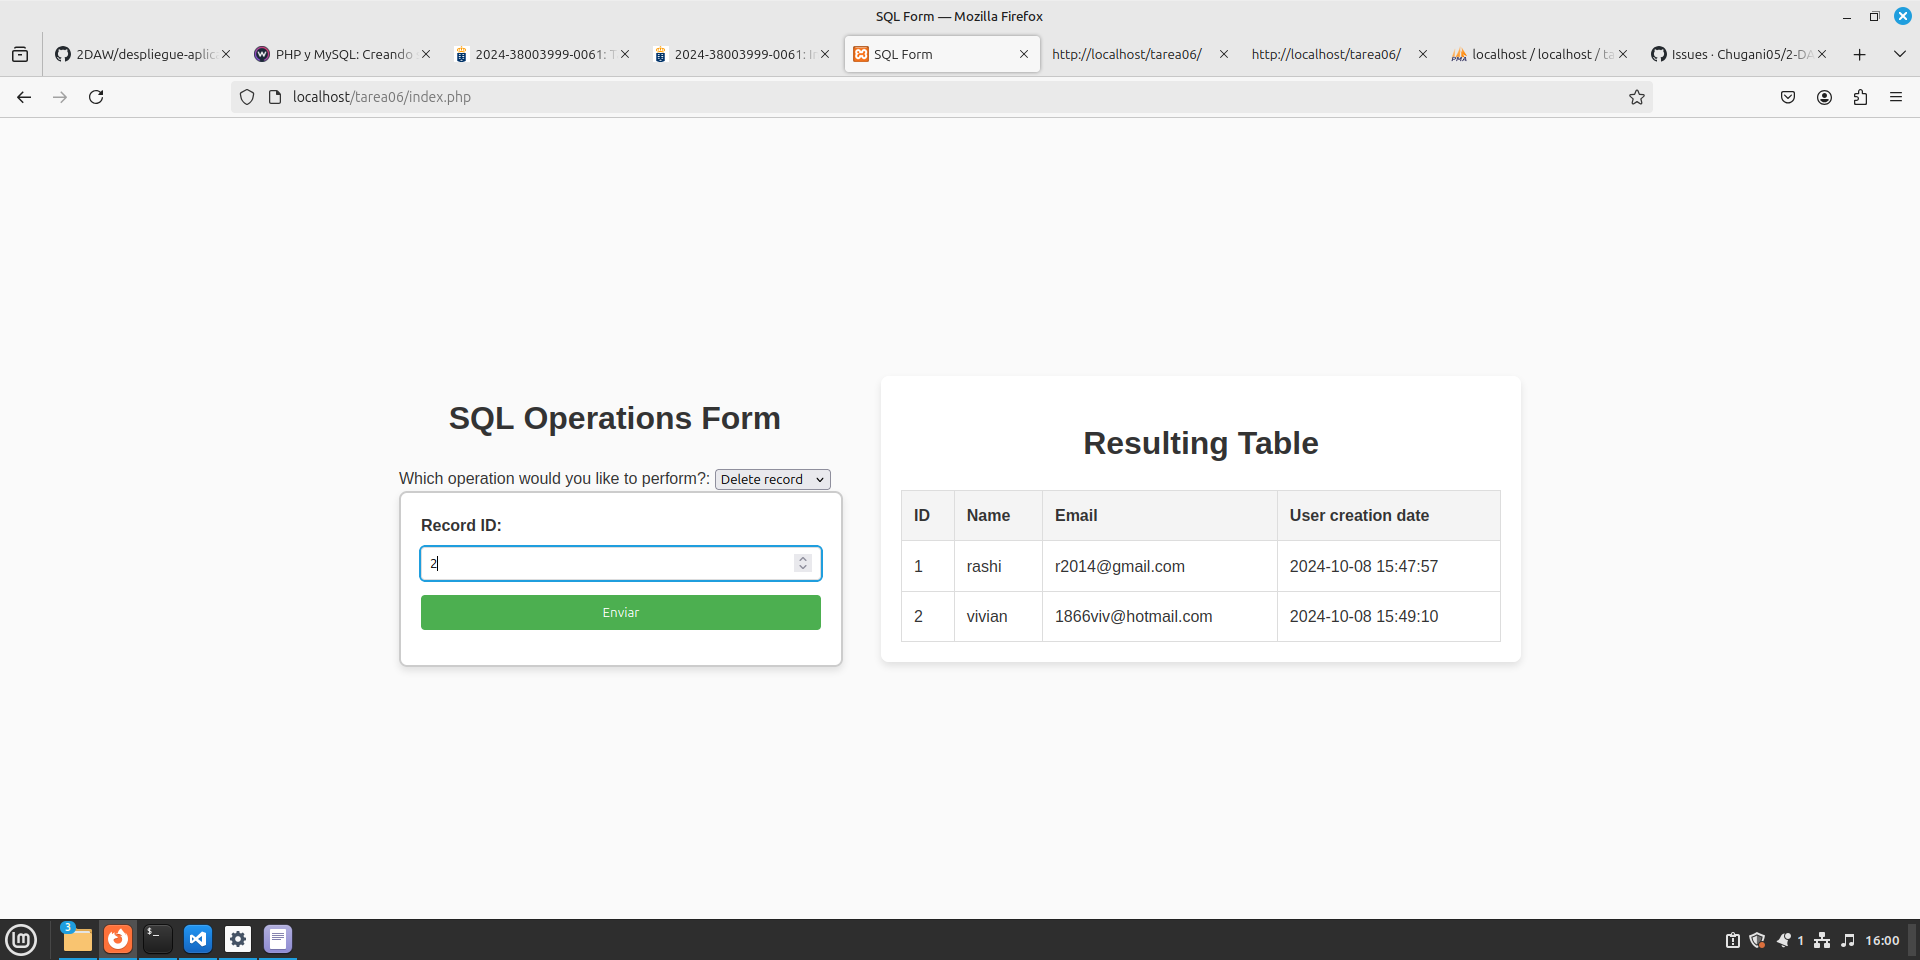 SQL Form — Mozilla Firefox
2DAW/despliegue-aplic
PHP y MySQL: Creando
2024-38003999-0061: T
2024-38003999-0061: I
SQL Form
http://localhost/tarea06/
http://localhost/tarea06/
localhost / localhost / ta
Issues · Chugani05/2-DA
localhost/tarea06/index.php
SQL Operations Form
Which operation would you like to perform?: Delete record
Record ID:
2
Enviar
Resulting Table
ID Name Email User creation date
1 rashi r2014@gmail.com 2024-10-08 15:47:57
2 vivian 1866viv@hotmail.com 2024-10-08 15:49:10
3
$_
1
16:00